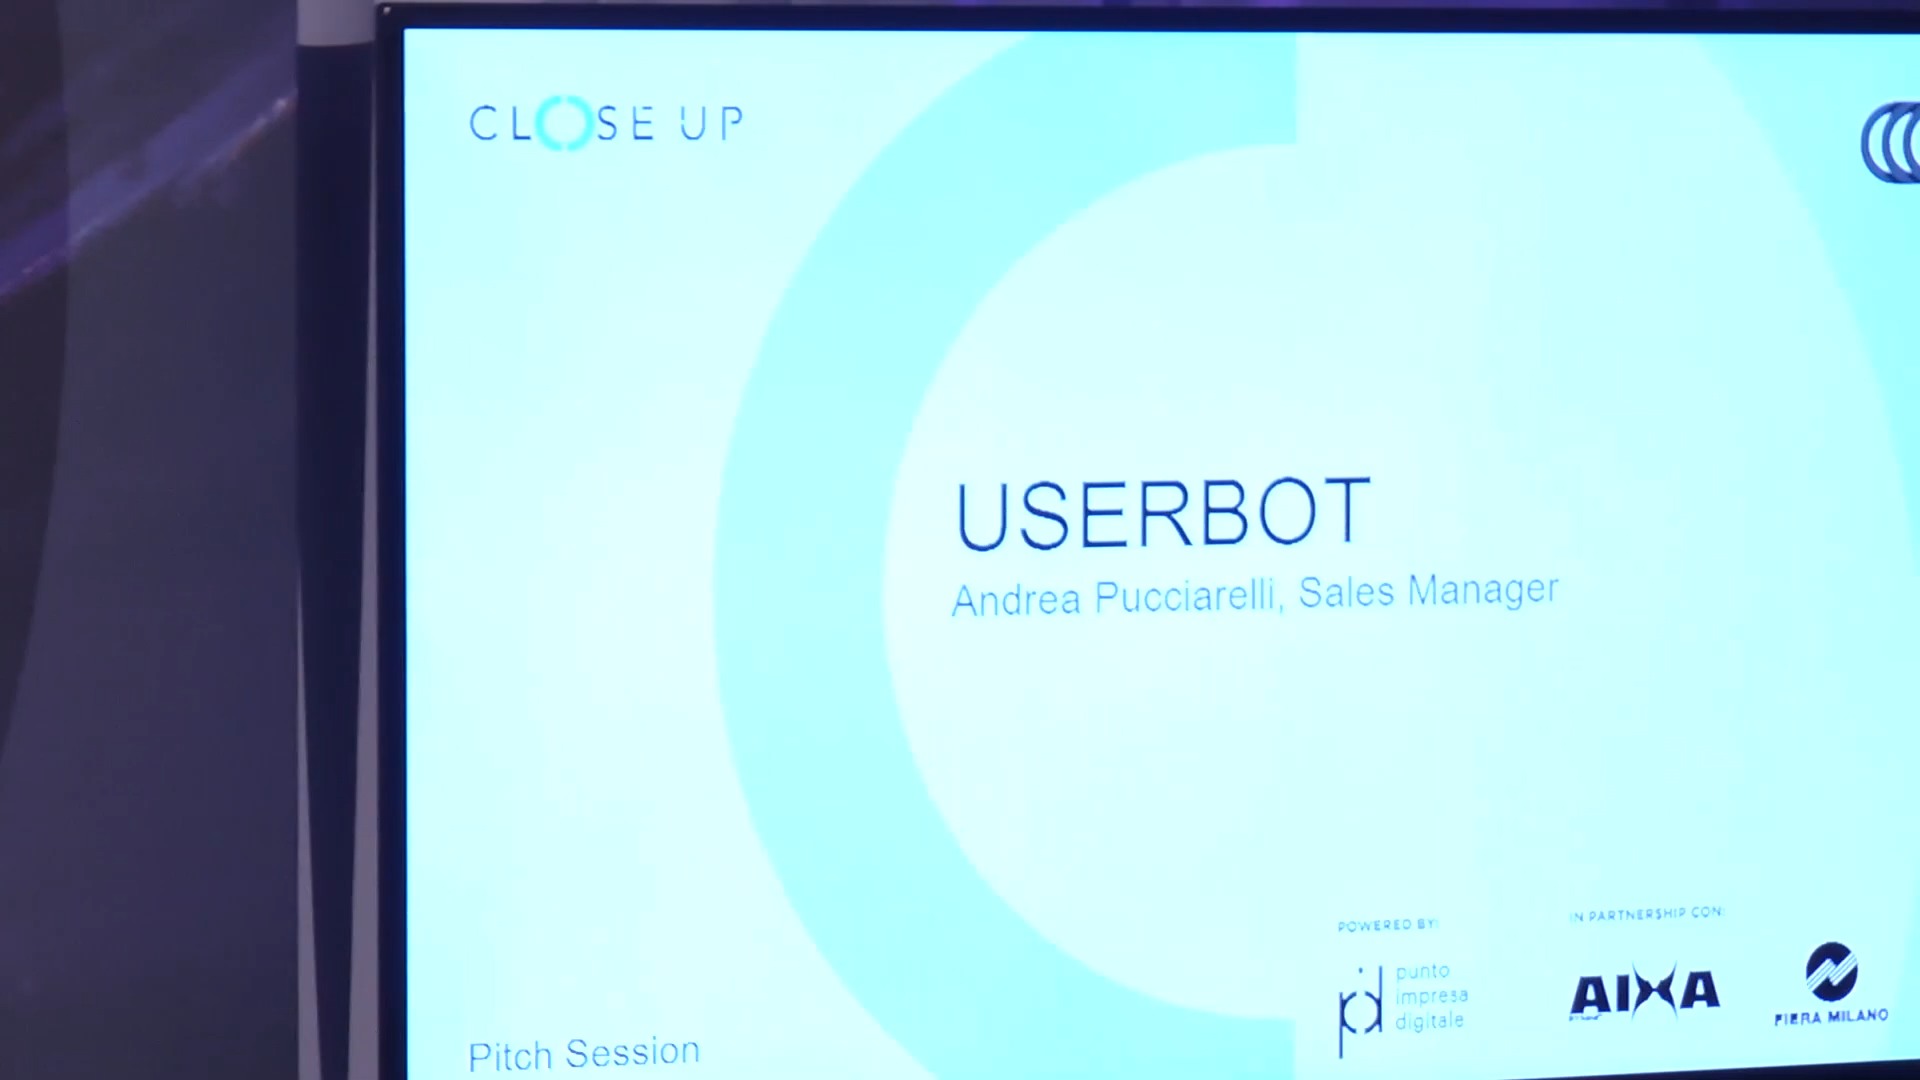 CLOSE UP
USERBOT
Andrea Pucciarelli, Sales Manager
POWERED BY:
IN PARTNERSHIP CON:
pid
punto
impresa
digitale
AIXA
FIERA MILANO
Pitch Session